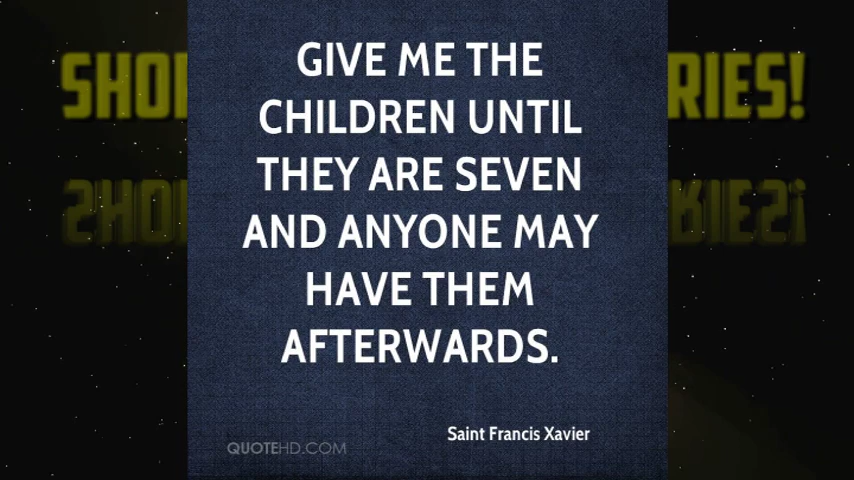 GIVE ME THE
CHILDREN UNTIL
THEY ARE SEVEN
AND ANYONE MAY
HAVE THEM
AFTERWARDS.
Saint Francis Xavier
QUOTEHD.COM